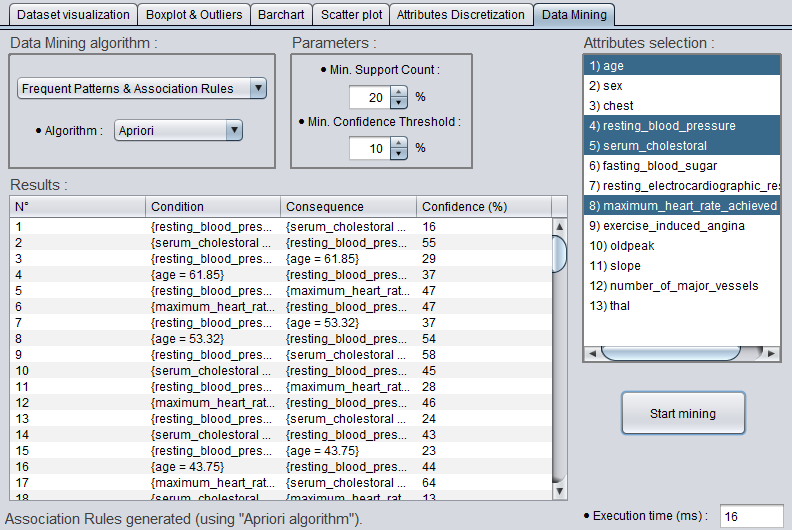 Dataset visualization Boxplot & Outliers Barchart Scatter plot Attributes Discretization Data Mining
Data Mining algorithm :
Frequent Patterns & Association Rules
• Algorithm : Apriori
Parameters :
• Min. Support Count :
20 %
• Min. Confidence Threshold :
10 %
Attributes selection :
1) age
2) sex
3) chest
4) resting_blood_pressure
5) serum_cholestoral
6) fasting_blood_sugar
7) resting_electrocardiographic_res
8) maximum_heart_rate_achieved
9) exercise_induced_angina
10) oldpeak
11) slope
12) number_of_major_vessels
13) thal
Results :
N° Condition Consequence Confidence (%)
1 {resting_blood_pres... {serum_cholestoral ... 16
2 {serum_cholestoral ... {resting_blood_pres... 55
3 {resting_blood_pres... {age = 61.85} 29
4 {age = 61.85} {resting_blood_pres... 37
5 {resting_blood_pres... {maximum_heart_rat... 47
6 {maximum_heart_rat... {resting_blood_pres... 47
7 {resting_blood_pres... {age = 53.32} 37
8 {age = 53.32} {resting_blood_pres... 54
9 {resting_blood_pres... {serum_cholestoral ... 58
10 {serum_cholestoral ... {resting_blood_pres... 45
11 {resting_blood_pres... {maximum_heart_rat... 28
12 {maximum_heart_rat... {resting_blood_pres... 46
13 {resting_blood_pres... {serum_cholestoral ... 24
14 {serum_cholestoral ... {resting_blood_pres... 43
15 {resting_blood_pres... {age = 43.75} 23
16 {age = 43.75} {resting_blood_pres... 44
17 {maximum_heart_rat... {serum_cholestoral ... 64
18 {serum_cholestoral ... {maximum_heart_rat... 13
Start mining
Association Rules generated (using "Apriori algorithm").
• Execution time (ms) : 16